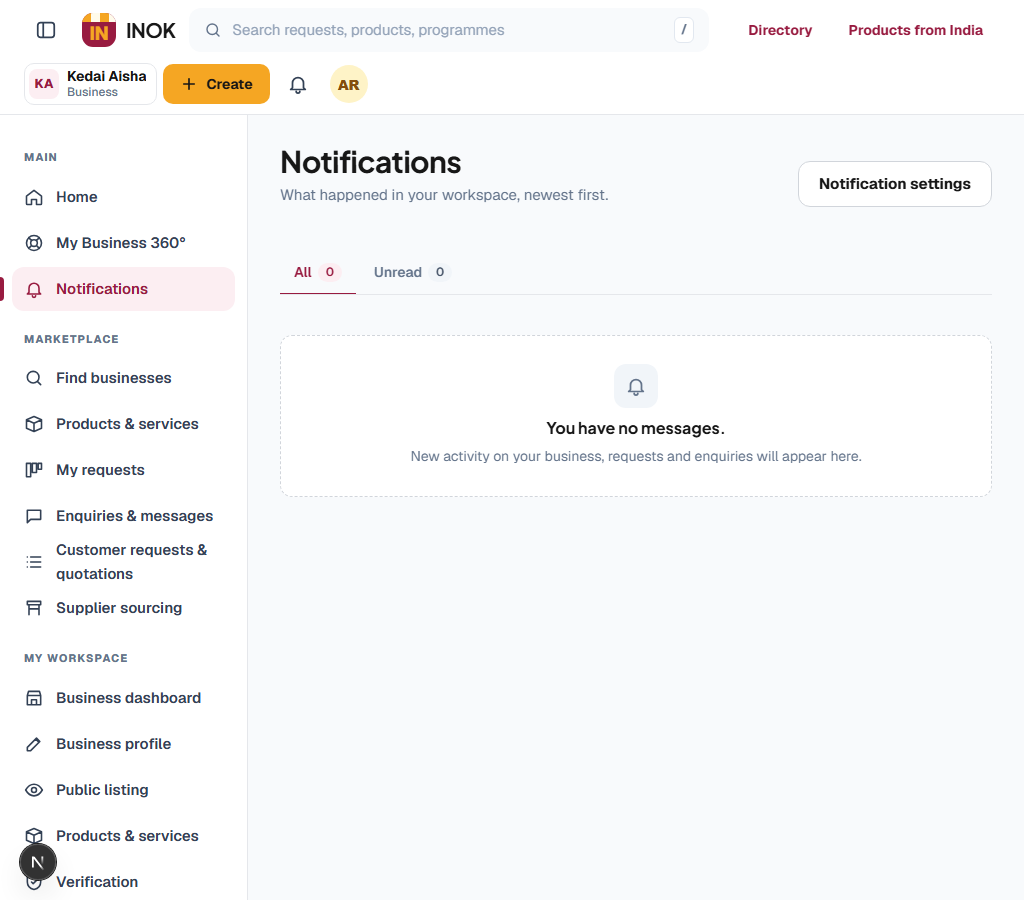 IN INOK
Search requests, products, programmes /
Directory
Products from India
KA Kedai Aisha
Business
+ Create
AR
MAIN
Home
My Business 360°
Notifications
MARKETPLACE
Find businesses
Products & services
My requests
Enquiries & messages
Customer requests &
quotations
Supplier sourcing
MY WORKSPACE
Business dashboard
Business profile
Public listing
Products & services
N
Verification
Notifications
What happened in your workspace, newest first.
Notification settings
All 0 Unread 0
You have no messages.
New activity on your business, requests and enquiries will appear here.